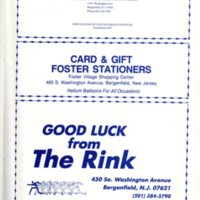 CARD & GIFT
FOSTER STATIONERS
Foster Village Shopping Center
465 S. Washington Avenue, Bergenfield, New Jersey
Helium Balloons For All Occasions
GOOD LUCK
from
The Rink
450 So. Washington Avenue
Bergenfield, N.J. 07621
(201) 384-5790